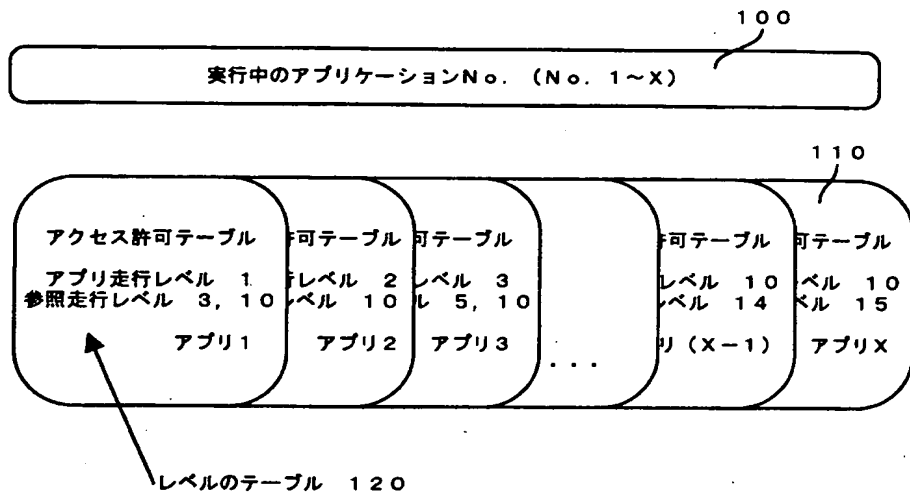 100
実行中のアプリケーションNo. (No. 1~X)
110
アクセス許可テーブル
アプリ走行レベル 1
参照走行レベル 3, 10
アプリ1
可テーブル
レベル 2
ベル 10
アプリ2
可テーブル
レベル 3
ル 5, 10
アプリ3
...
可テーブル
レベル 10
レベル 14
リ(X-1)
可テーブル
ベル 10
ベル 15
アプリX
レベルのテーブル 120